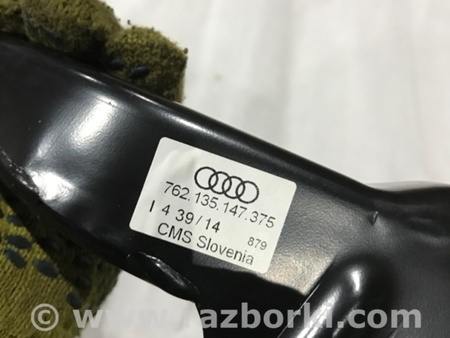 762.135.147.375
I 4 39/14 879
CMS Slovenia
© www.razborki.com